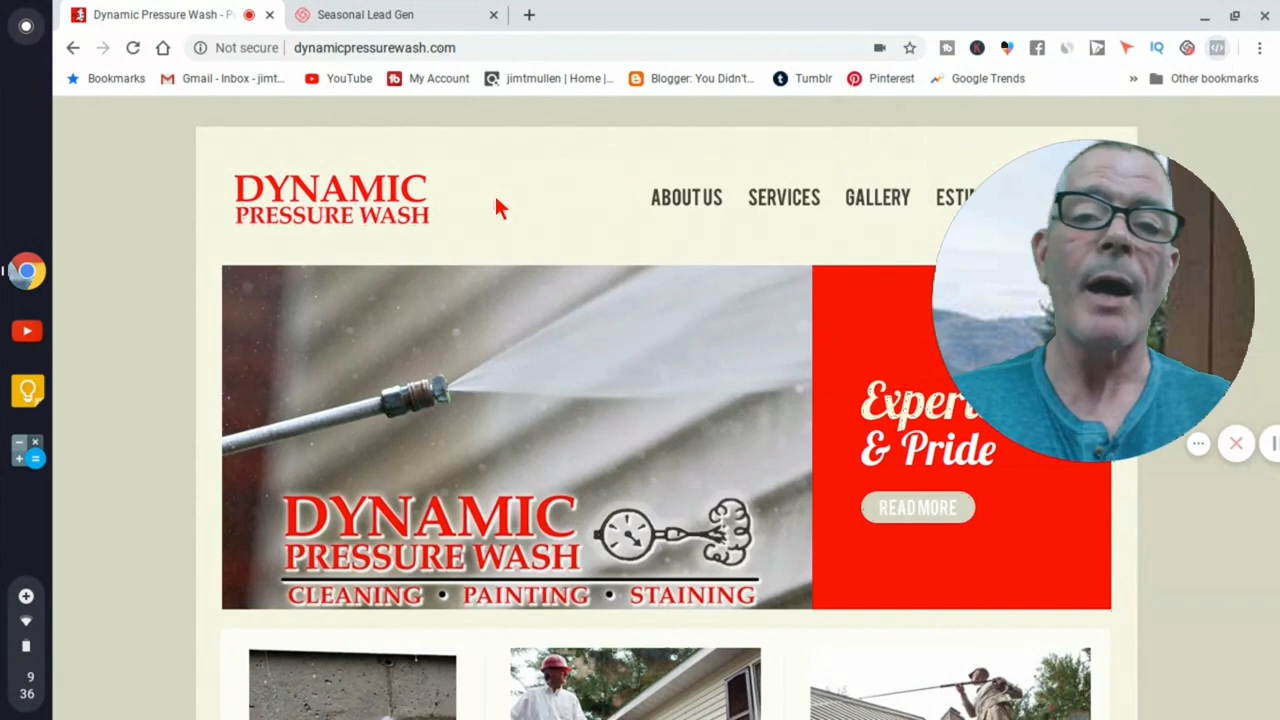 Dynamic Pressure Wash - P
Seasonal Lead Gen
Not secure
dynamicpressurewash.com
Bookmarks
Gmail - Inbox - jimt...
YouTube
My Account
jimtmullen | Home |...
Blogger: You Didn't...
Tumblr
Pinterest
Google Trends
Other bookmarks
DYNAMIC
PRESSURE WASH
ABOUT US
SERVICES
GALLERY
ESTI
Exper
& Pride
READ MORE
DYNAMIC
PRESSURE WASH
CLEANING • PAINTING • STAINING
9
36